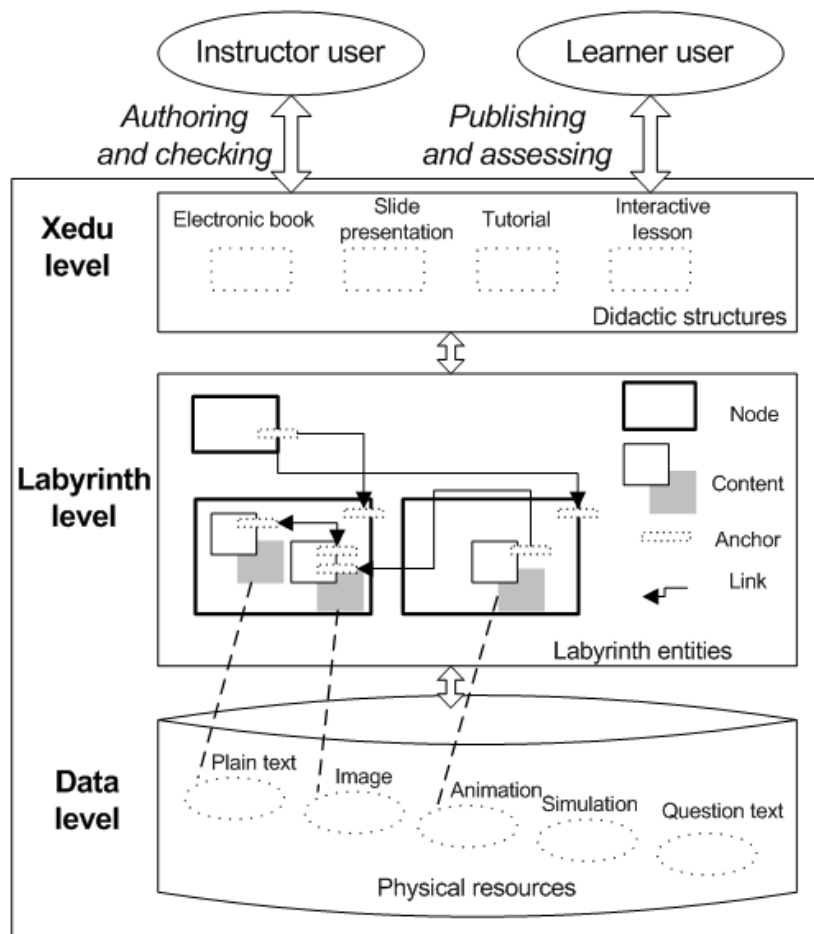 Instructor user
Learner user
Authoring
and checking
Publishing
and assessing
Xedu
level
Electronic book
Slide
presentation
Tutorial
Interactive
lesson
Didactic structures
Labyrinth
level
Node
Content
Anchor
Link
Labyrinth entities
Data
level
Plain text
Image
Animation
Simulation
Question text
Physical resources